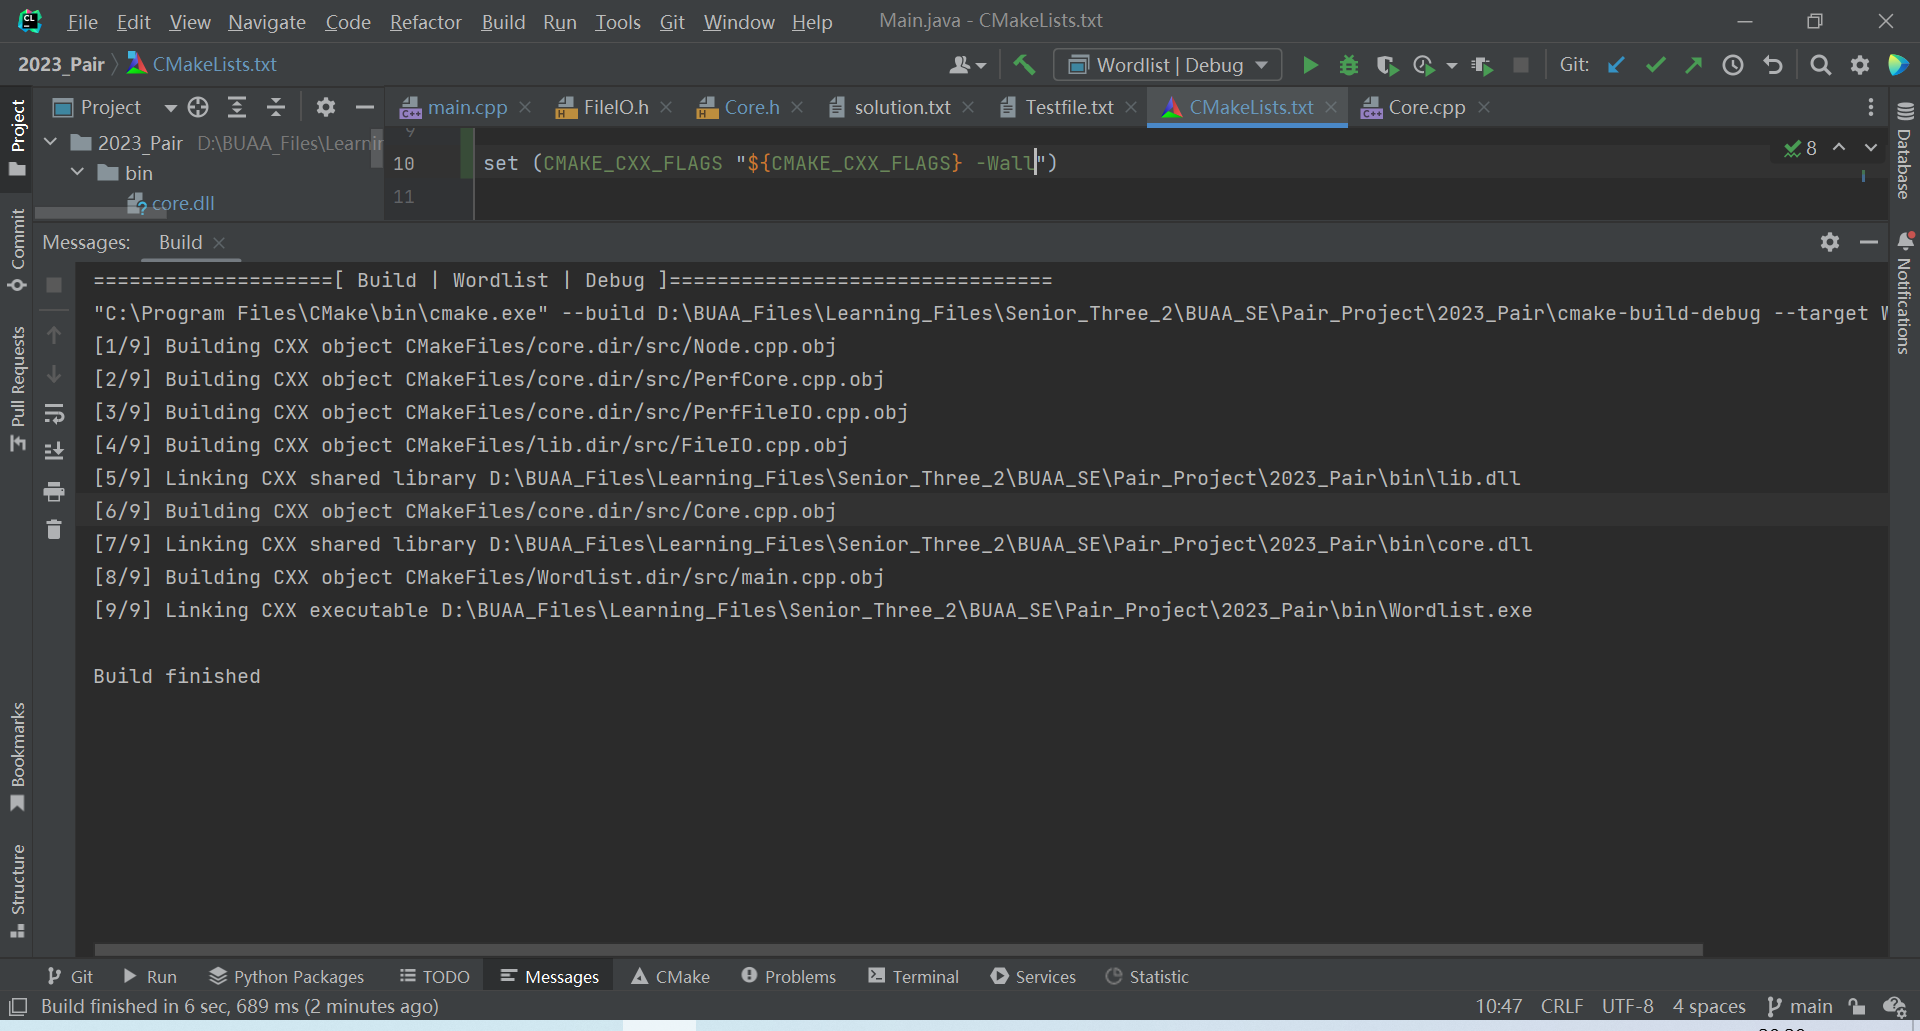 File Edit View Navigate Code Refactor Build Run Tools Git Window Help Main.java - CMakeLists.txt
2023_Pair CMakeLists.txt Wordlist | Debug Git:
Project main.cpp FileIO.h Core.h solution.txt Testfile.txt CMakeLists.txt Core.cpp
2023_Pair D:\BUAA_Files\Learnin
9
bin
core.dll
10 set (CMAKE_CXX_FLAGS "${CMAKE_CXX_FLAGS} -Wall")
8
11
Messages: Build
====================[ Build | Wordlist | Debug ]================================
"C:\Program Files\CMake\bin\cmake.exe" --build D:\BUAA_Files\Learning_Files\Senior_Three_2\BUAA_SE\Pair_Project\2023_Pair\cmake-build-debug --target W
[1/9] Building CXX object CMakeFiles/core.dir/src/Node.cpp.obj
[2/9] Building CXX object CMakeFiles/core.dir/src/PerfCore.cpp.obj
[3/9] Building CXX object CMakeFiles/core.dir/src/PerfFileIO.cpp.obj
[4/9] Building CXX object CMakeFiles/lib.dir/src/FileIO.cpp.obj
[5/9] Linking CXX shared library D:\BUAA_Files\Learning_Files\Senior_Three_2\BUAA_SE\Pair_Project\2023_Pair\bin\lib.dll
[6/9] Building CXX object CMakeFiles/core.dir/src/Core.cpp.obj
[7/9] Linking CXX shared library D:\BUAA_Files\Learning_Files\Senior_Three_2\BUAA_SE\Pair_Project\2023_Pair\bin\core.dll
[8/9] Building CXX object CMakeFiles/Wordlist.dir/src/main.cpp.obj
[9/9] Linking CXX executable D:\BUAA_Files\Learning_Files\Senior_Three_2\BUAA_SE\Pair_Project\2023_Pair\bin\Wordlist.exe
Build finished
Project
Commit
Pull Requests
Bookmarks
Structure
Database
Notifications
Git Run Python Packages TODO Messages CMake Problems Terminal Services Statistic
Build finished in 6 sec, 689 ms (2 minutes ago) 10:47 CRLF UTF-8 4 spaces main